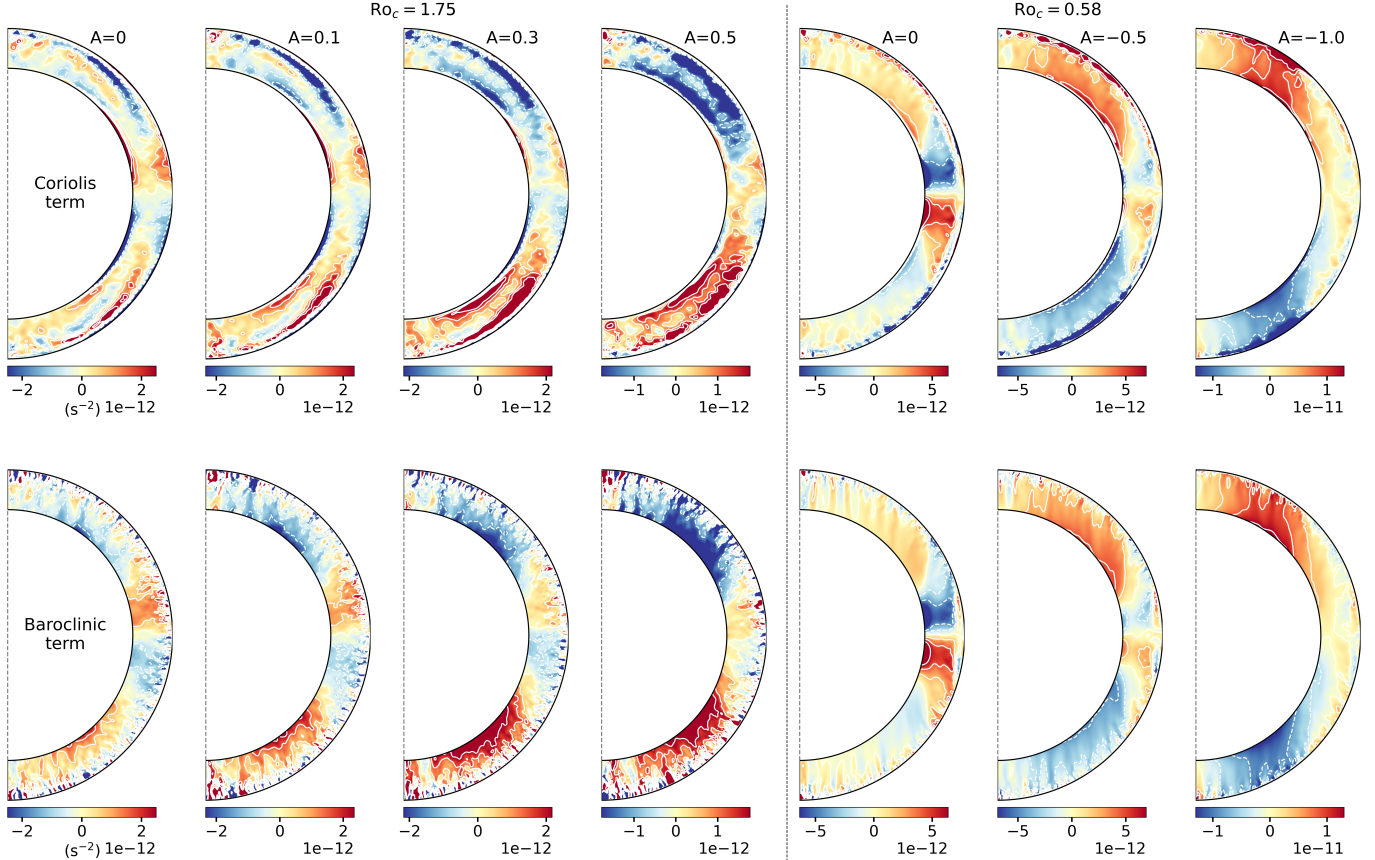 Ro_c = 1.75
Ro_c = 0.58
A=0
A=0.1
A=0.3
A=0.5
A=0
A=−0.5
A=−1.0
Coriolis
term
−2 0 2
(s⁻²) 1e−12
−2 0 2
1e−12
−2 0 2
1e−12
−1 0 1
1e−12
−5 0 5
1e−12
−5 0 5
1e−12
−1 0 1
1e−11
Baroclinic
term
−2 0 2
(s⁻²) 1e−12
−2 0 2
1e−12
−2 0 2
1e−12
−1 0 1
1e−12
−5 0 5
1e−12
−5 0 5
1e−12
−1 0 1
1e−11